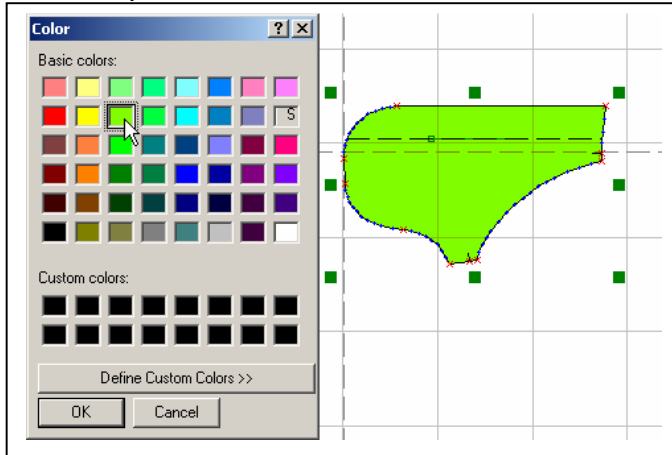 Color
? X
Basic colors:
S
Custom colors:
Define Custom Colors >>
OK
Cancel